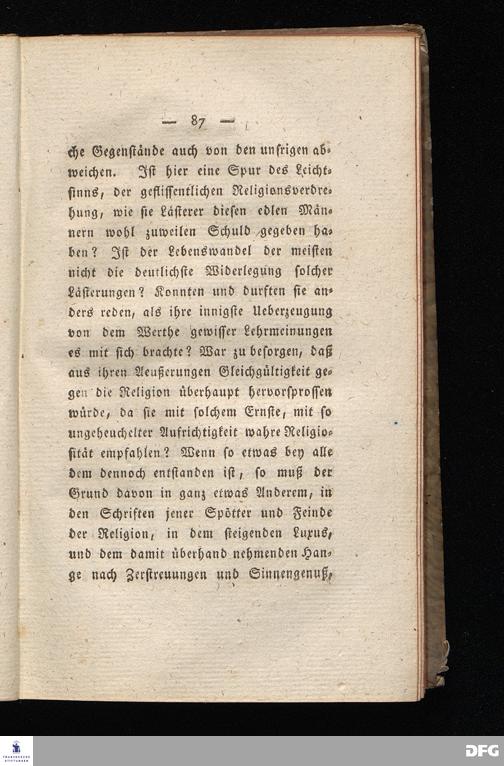 — 87 —
che Gegenstände auch von den unsrigen ab-
weichen. Ist hier eine Spur des Leicht-
sinns, der geflissentlichen Religionsverdre-
hung, wie sie Lästerer diesen edlen Män-
nern wohl zuweilen Schuld gegeben ha-
ben? Ist der Lebenswandel der meisten
nicht die deutlichste Widerlegung solcher
Lästerungen? Konnten und durften sie an-
ders reden, als ihre innigste Ueberzeugung
von dem Werthe gewisser Lehrmeinungen
es mit sich brachte? War zu besorgen, daß
aus ihren Aeußerungen Gleichgültigkeit ge-
gen die Religion überhaupt hervorsprossen
würde, da sie mit solchem Ernste, mit so
ungeheuchelter Aufrichtigkeit wahre Religio-
sität empfahlen? Wenn so etwas bey alle
dem dennoch entstanden ist, so muß der
Grund davon in ganz etwas Anderem, in
den Schriften jener Spötter und Feinde
der Religion, in dem steigenden Luxus,
und dem damit überhand nehmenden Han-
ge nach Zerstreuungen und Sinnengenuß,
FRANCKESCHE
STIFTUNGEN
DFG